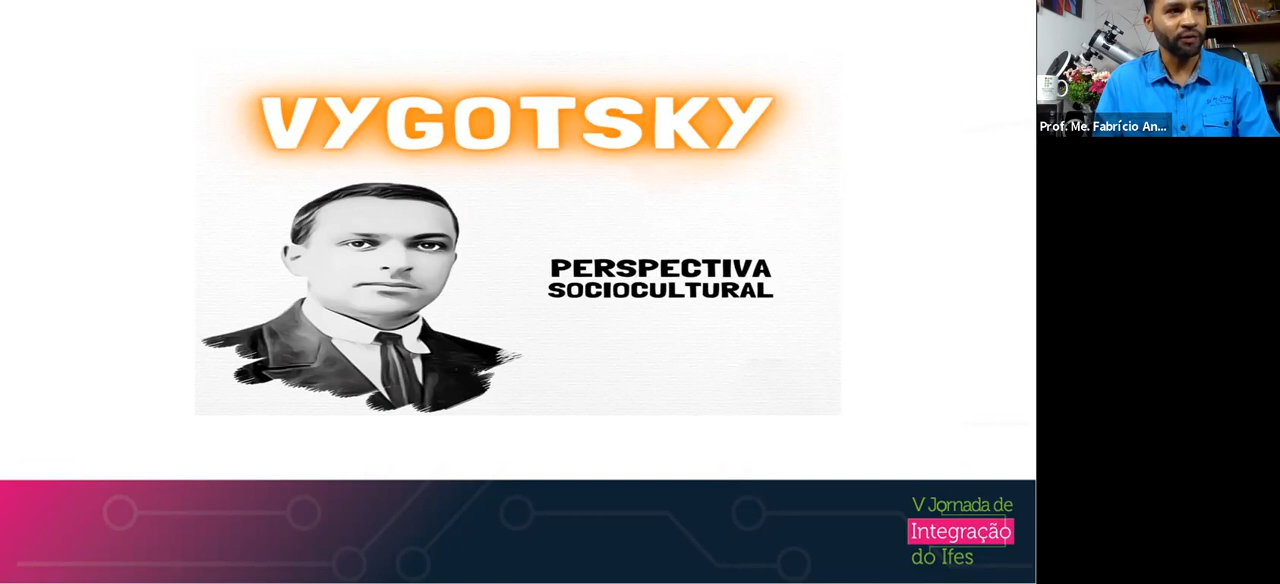 VYGOTSKY
PERSPECTIVA
SOCIOCULTURAL
V Jornada de
Integração
do Ifes
Prof. Me. Fabrício An...